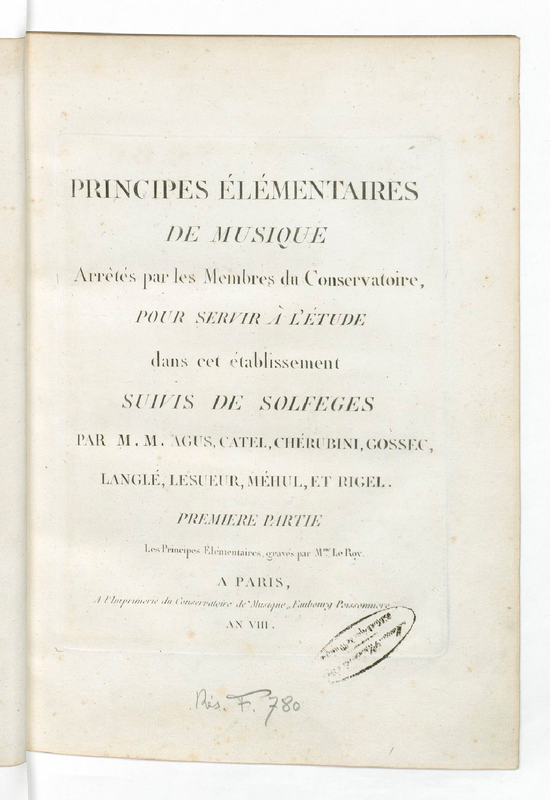 PRINCIPES ÉLÉMENTAIRES
DE MUSIQUE
Arrêtés par les Membres du Conservatoire,
POUR SERVIR À L'ÉTUDE
dans cet établissement
SUIVIS DE SOLFEGES
PAR M. M. AGUS, CATEL, CHÉRUBINI, GOSSEC,
LANGLÉ, LESUEUR, MÉHUL, ET RIGEL.
PREMIERE PARTIE
Les Principes Elémentaires, gravés par Mme Le Roy.
A PARIS,
A l'Imprimerie du Conservatoire de Musique, Faubourg Poissonniere
AN VIII.
Rés. F. 780